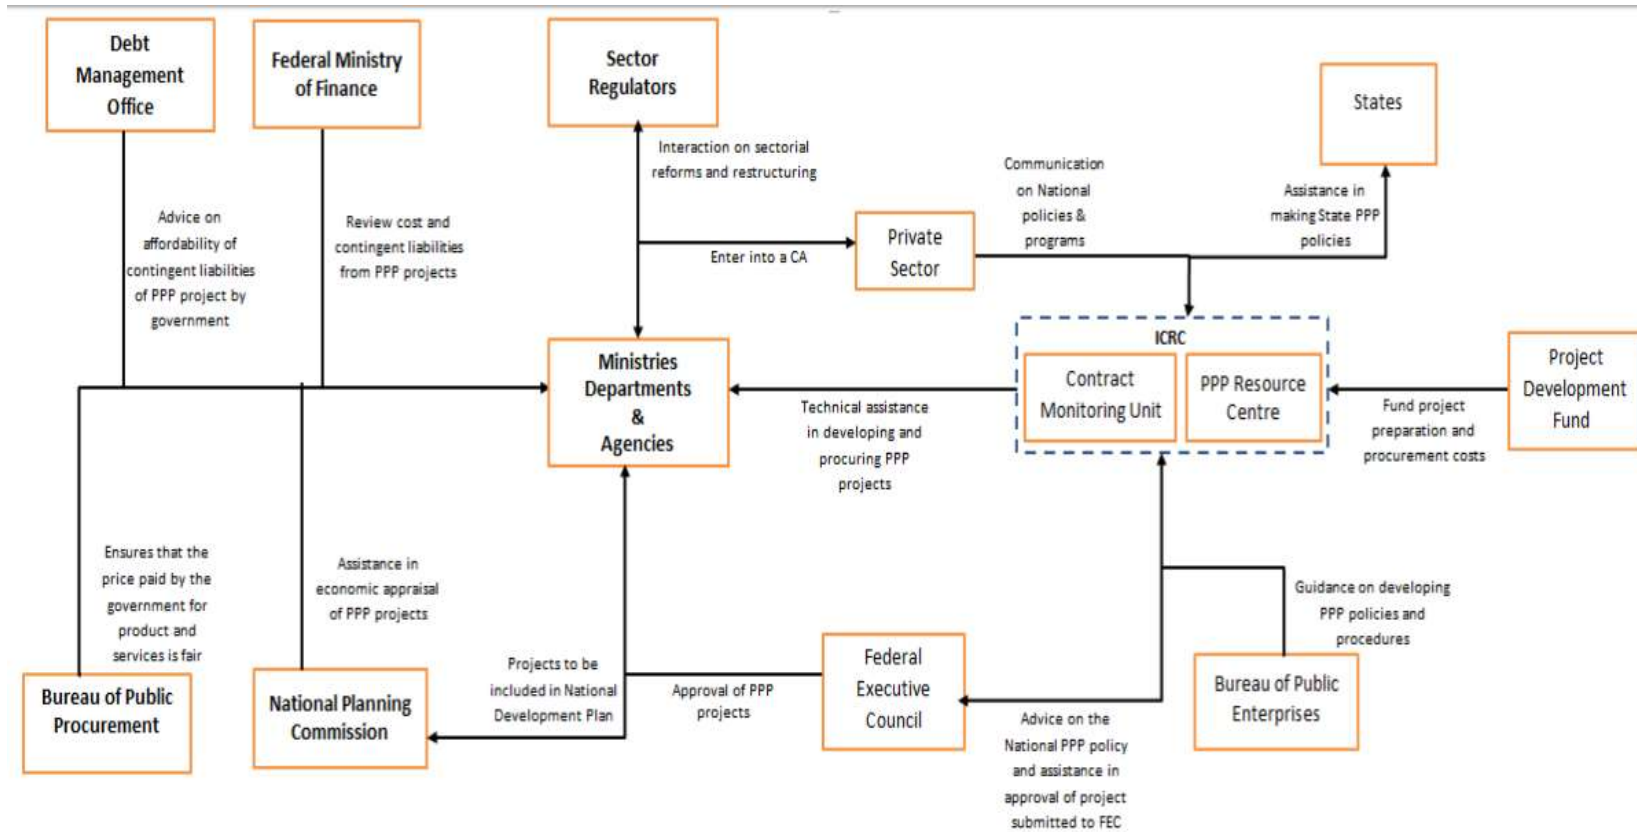 Debt
Management
Office
Federal Ministry
of Finance
Sector
Regulators
States
Interaction on sectorial
reforms and restructuring
Communication
on National
policies &
programs
Assistance in
making State PPP
policies
Advice on
affordability of
contingent liabilities
of PPP project by
government
Review cost and
contingent liabilities
from PPP projects
Private
Sector
Enter into a CA
ICRC
Contract
Monitoring Unit
PPP Resource
Centre
Project
Development
Fund
Ministries
Departments
&
Agencies
Technical assistance
in developing and
procuring PPP
projects
Fund project
preparation and
procurement costs
Ensures that the
price paid by the
government for
product and
services is fair
Assistance in
economic appraisal
of PPP projects
Guidance on developing
PPP policies and
procedures
Projects to be
included in National
Development Plan
Approval of PPP
projects
Federal
Executive
Council
Bureau of Public
Enterprises
Bureau of Public
Procurement
National Planning
Commission
Advice on the
National PPP policy
and assistance in
approval of project
submitted to FEC